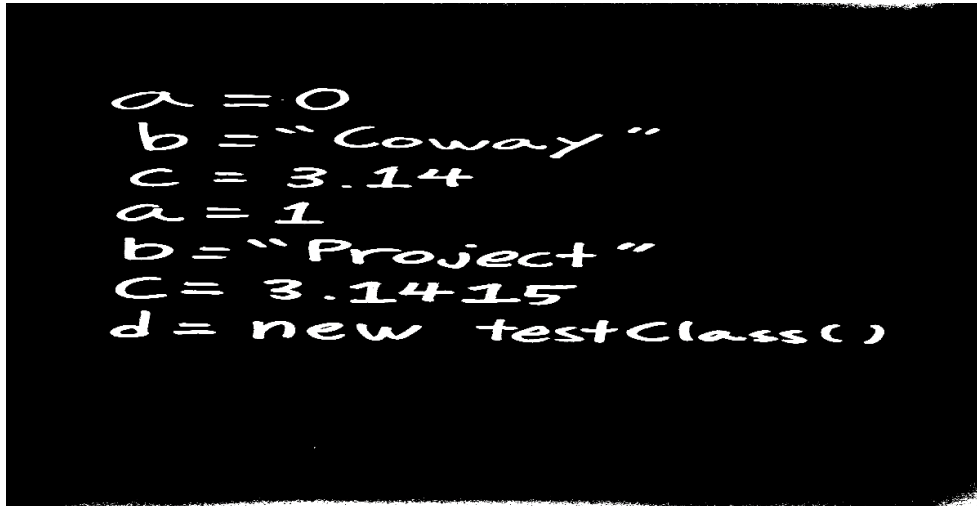 a = 0
b = "Coway"
c = 3.14
a = 1
b = "Project"
c = 3.1415
d = new testClass()